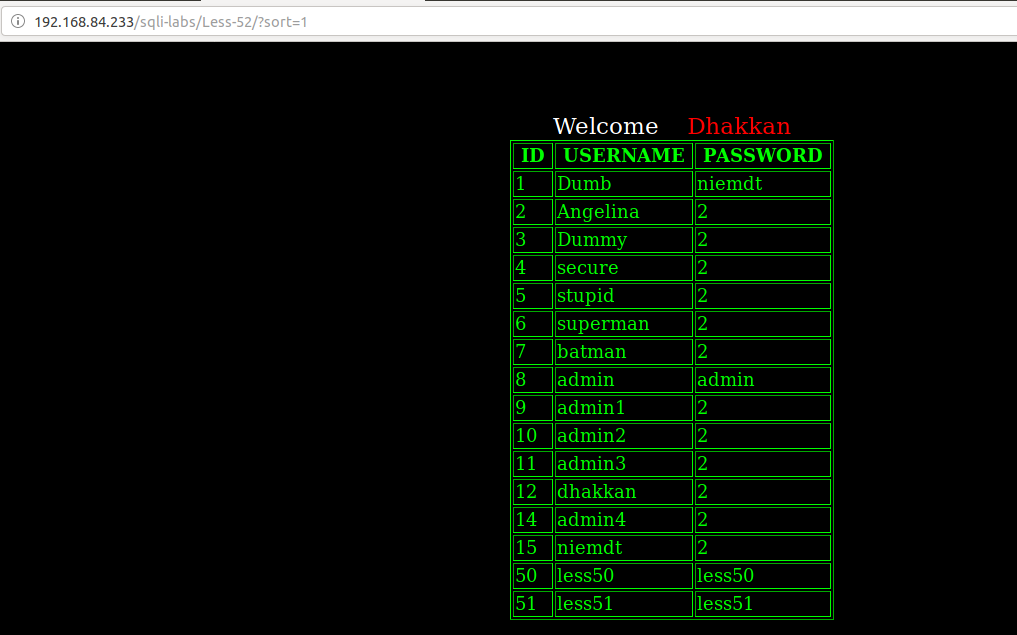 192.168.84.233/sqli-labs/Less-52/?sort=1
Welcome Dhakkan
ID USERNAME PASSWORD
1 Dumb niemdt
2 Angelina 2
3 Dummy 2
4 secure 2
5 stupid 2
6 superman 2
7 batman 2
8 admin admin
9 admin1 2
10 admin2 2
11 admin3 2
12 dhakkan 2
14 admin4 2
15 niemdt 2
50 less50 less50
51 less51 less51